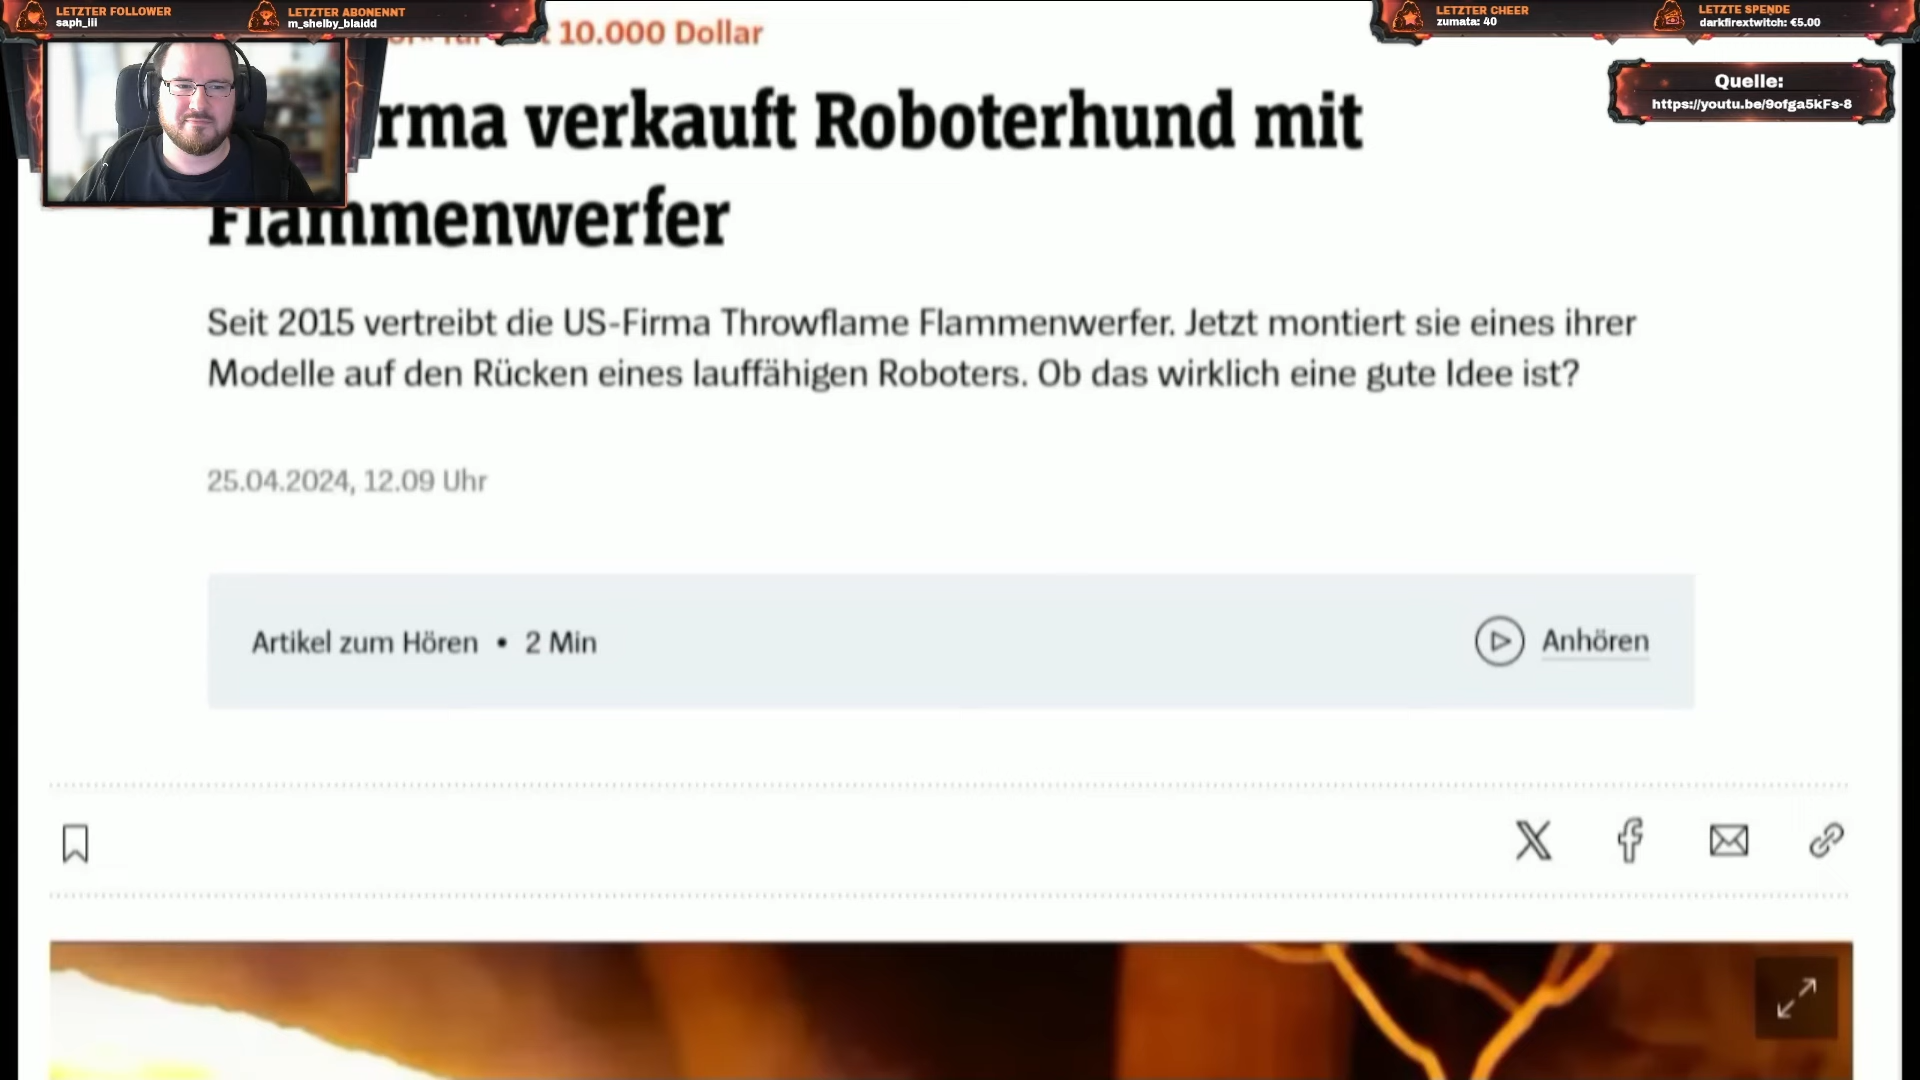 LETZTER FOLLOWER
saph_iii
LETZTER ABONENNT
m_shelby_blaidd
LETZTER CHEER
zumata: 40
LETZTE SPENDE
darkfirextwitch: €5.00
Quelle:
https://youtu.be/9ofga5kFs-8
10.000 Dollar
verkauft Roboterhund mit
Flammenwerfer
Seit 2015 vertreibt die US-Firma Throwflame Flammenwerfer. Jetzt montiert sie eines ihrer
Modelle auf den Rücken eines lauffähigen Roboters. Ob das wirklich eine gute Idee ist?
25.04.2024, 12.09 Uhr
Artikel zum Hören • 2 Min
Anhören